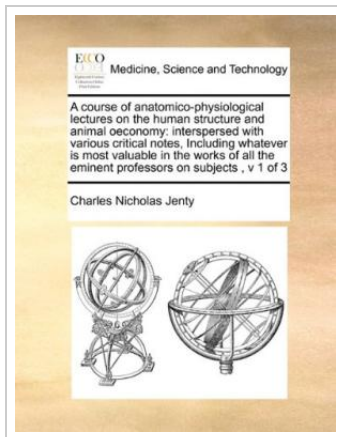 ECCO
Medicine, Science and Technology
A course of anatomico-physiological
lectures on the human structure and
animal oeconomy: interspersed with
various critical notes, Including whatever
is most valuable in the works of all the
eminent professors on subjects , v 1 of 3
Charles Nicholas Jenty